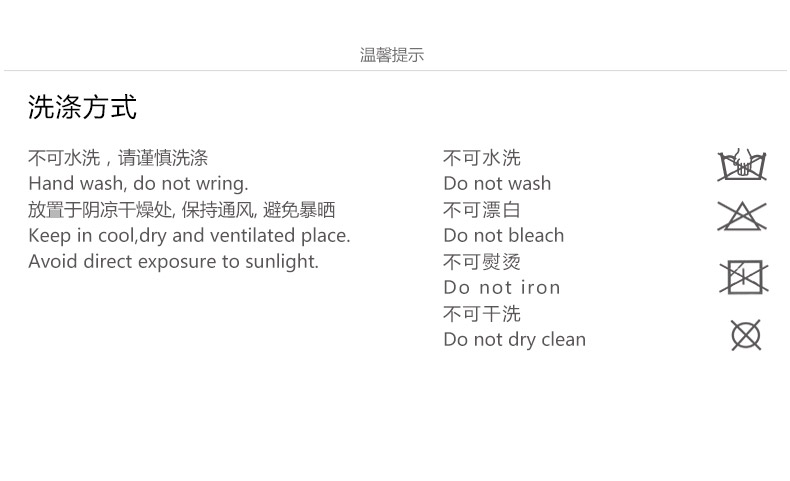 温馨提示
洗涤方式
不可水洗，请谨慎洗涤
Hand wash, do not wring.
放置于阴凉干燥处, 保持通风, 避免暴晒
Keep in cool,dry and ventilated place.
Avoid direct exposure to sunlight.
不可水洗
Do not wash
不可漂白
Do not bleach
不可熨烫
Do not iron
不可干洗
Do not dry clean